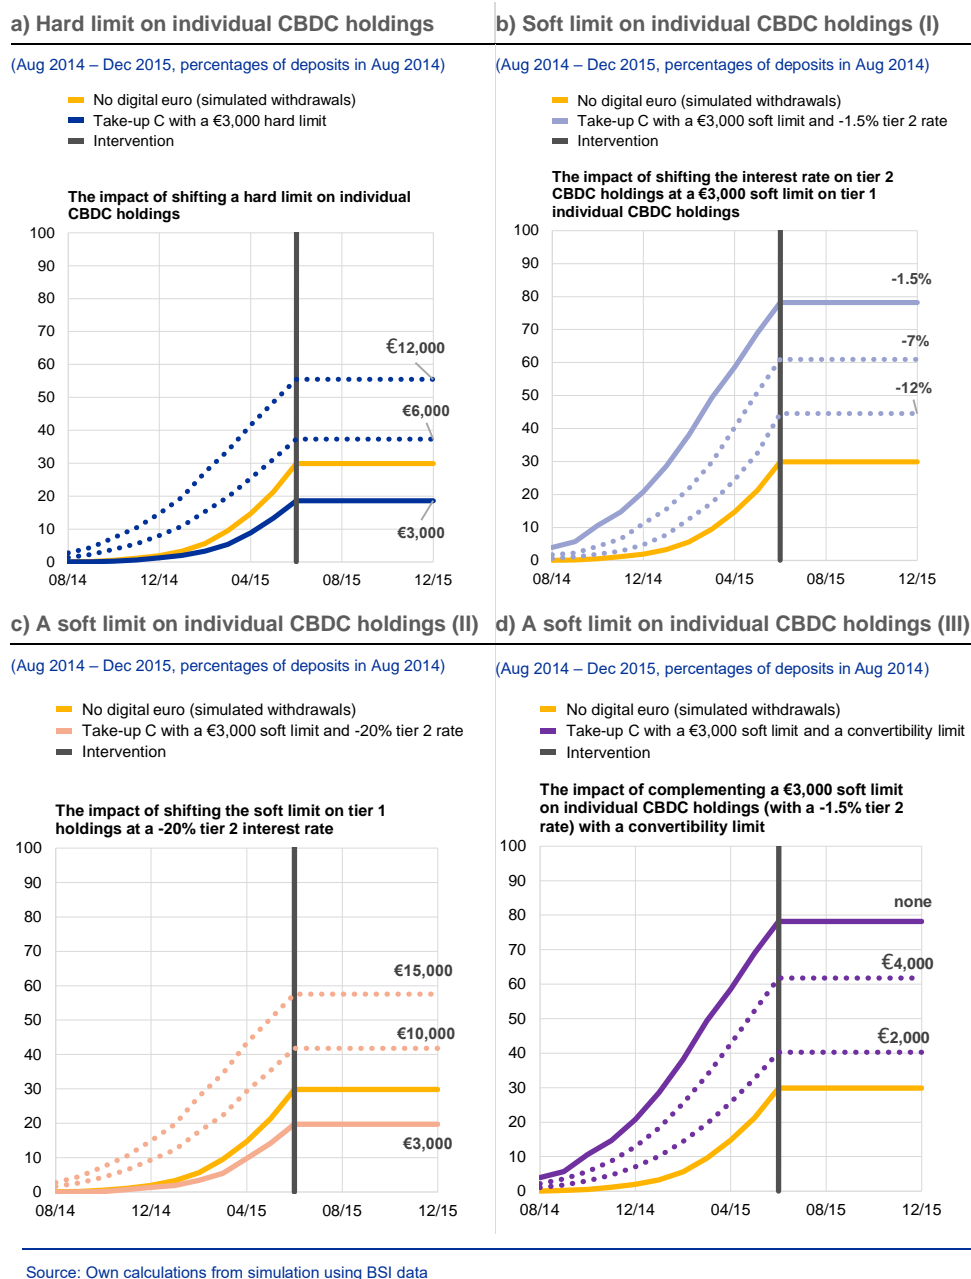 a) Hard limit on individual CBDC holdings
(Aug 2014 – Dec 2015, percentages of deposits in Aug 2014)
No digital euro (simulated withdrawals)
Take-up C with a €3,000 hard limit
Intervention
The impact of shifting a hard limit on individual
CBDC holdings
100
90
80
70
60
50
40
30
20
10
0
€12,000
€6,000
€3,000
08/14
12/14
04/15
08/15
12/15
b) Soft limit on individual CBDC holdings (I)
(Aug 2014 – Dec 2015, percentages of deposits in Aug 2014)
No digital euro (simulated withdrawals)
Take-up C with a €3,000 soft limit and -1.5% tier 2 rate
Intervention
The impact of shifting the interest rate on tier 2
CBDC holdings at a €3,000 soft limit on tier 1
individual CBDC holdings
100
90
80
70
60
50
40
30
20
10
0
-1.5%
-7%
-12%
08/14
12/14
04/15
08/15
12/15
c) A soft limit on individual CBDC holdings (II)
(Aug 2014 – Dec 2015, percentages of deposits in Aug 2014)
No digital euro (simulated withdrawals)
Take-up C with a €3,000 soft limit and -20% tier 2 rate
Intervention
The impact of shifting the soft limit on tier 1
holdings at a -20% tier 2 interest rate
100
90
80
70
60
50
40
30
20
10
0
€15,000
€10,000
€3,000
08/14
12/14
04/15
08/15
12/15
d) A soft limit on individual CBDC holdings (III)
(Aug 2014 – Dec 2015, percentages of deposits in Aug 2014)
No digital euro (simulated withdrawals)
Take-up C with a €3,000 soft limit and a convertibility limit
Intervention
The impact of complementing a €3,000 soft limit
on individual CBDC holdings (with a -1.5% tier 2
rate) with a convertibility limit
100
90
80
70
60
50
40
30
20
10
0
none
€4,000
€2,000
08/14
12/14
04/15
08/15
12/15
Source: Own calculations from simulation using BSI data